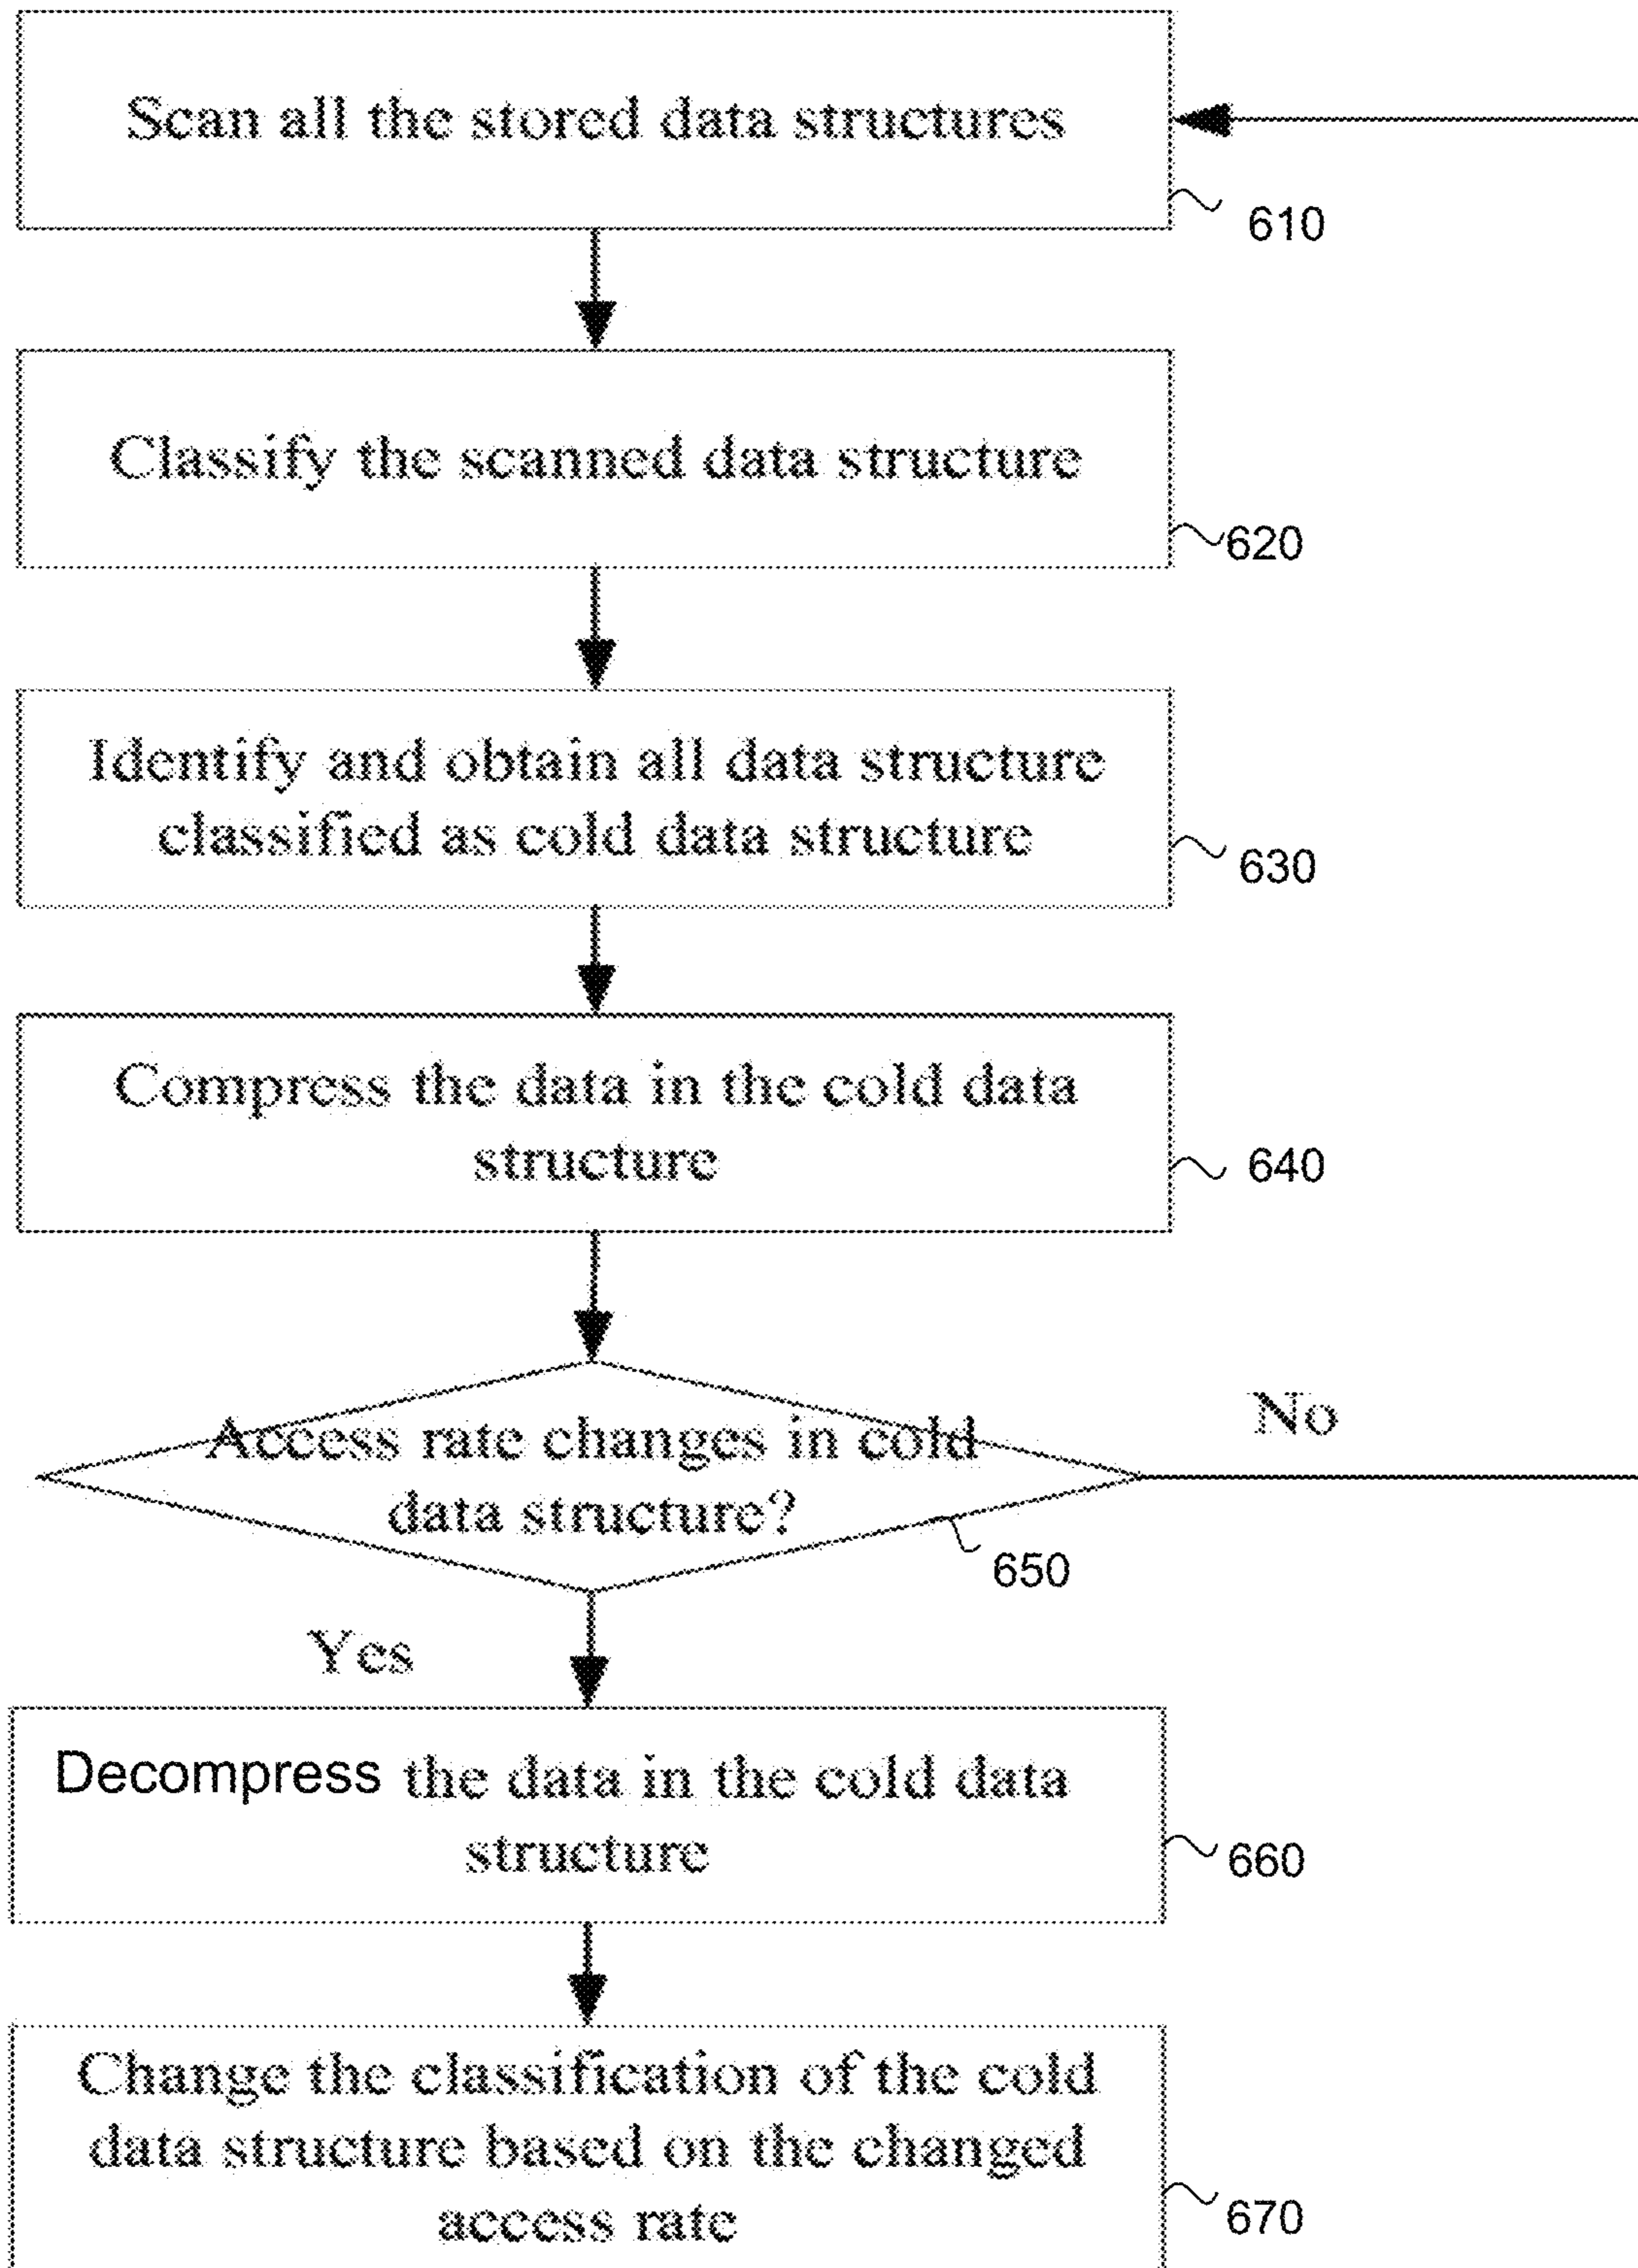 Scan all the stored data structures
610
Classify the scanned data structure
620
Identify and obtain all data structure
classified as cold data structure
630
Compress the data in the cold data
structure
640
Access rate changes in cold
data structure?
No
650
Yes
Decompress the data in the cold data
structure
660
Change the classification of the cold
data structure based on the changed
access rate
670